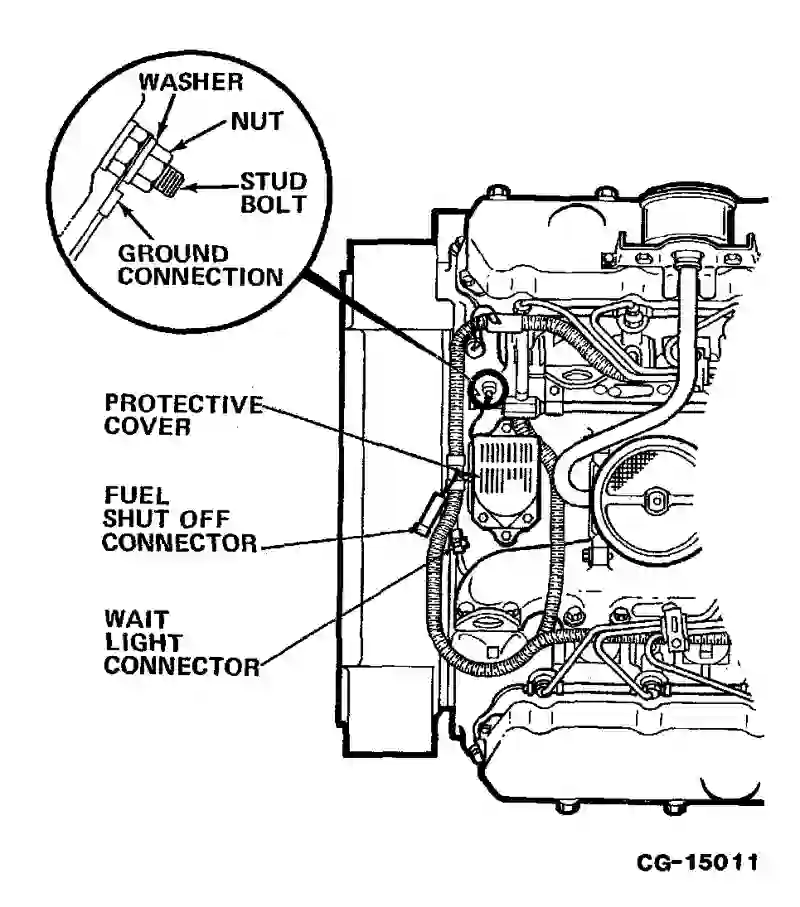 WASHER
NUT
STUD
BOLT
GROUND
CONNECTION
PROTECTIVE
COVER
FUEL
SHUT OFF
CONNECTOR
WAIT
LIGHT
CONNECTOR
CG-15011